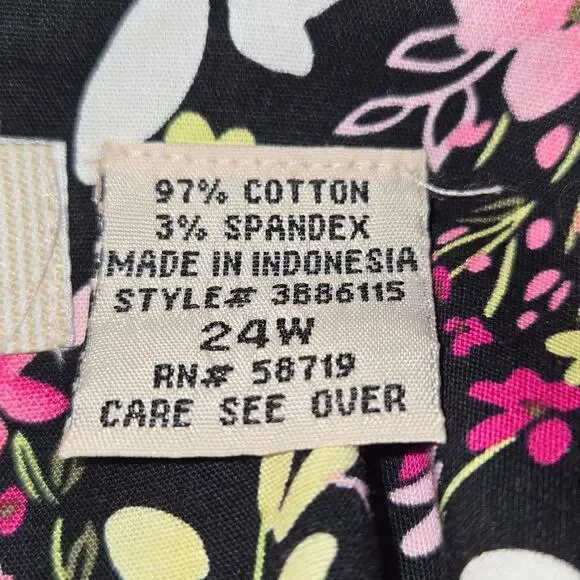 97% COTTON
3% SPANDEX
MADE IN INDONESIA
STYLE# 3886115
24W
RN# 58719
CARE SEE OVER